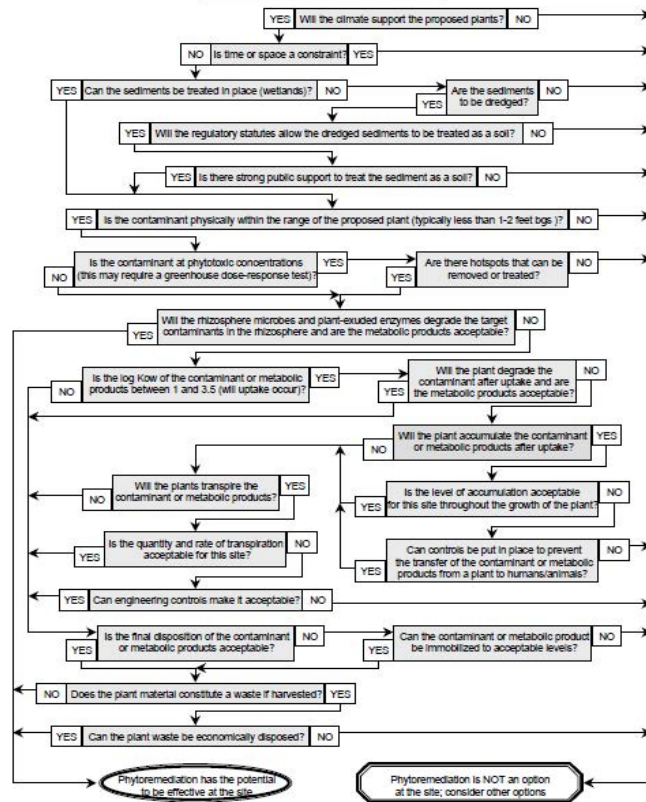 YES Will the climate support the proposed plants? NO
NO Is time or space a constraint? YES
YES Can the sediments be treated in place (wetlands)? NO
Are the sediments
to be dredged?
YES
NO
YES Will the regulatory statutes allow the dredged sediments to be treated as a soil? NO
YES Is there strong public support to treat the sediment as a soil? NO
YES Is the contaminant physically within the range of the proposed plant (typically less than 1-2 feet bgs )? NO
Is the contaminant at phytotoxic concentrations
(this may require a greenhouse dose-response test)?
NO
YES
Are there hotspots that can be
removed or treated?
YES
NO
Will the rhizosphere microbes and plant-exuded enzymes degrade the target
contaminants in the rhizosphere and are the metabolic products acceptable?
YES
NO
Is the log Kow of the contaminant or metabolic
products between 1 and 3.5 (will uptake occur)?
NO
YES
Will the plant degrade the
contaminant after uptake and are
the metabolic products acceptable?
YES
NO
Will the plant accumulate the contaminant
or metabolic products after uptake?
NO
YES
Will the plants transpire the
contaminant or metabolic products?
NO
YES
Is the level of accumulation acceptable
for this site throughout the growth of the plant?
YES
NO
Is the quantity and rate of transpiration
acceptable for this site?
YES
NO
Can controls be put in place to prevent
the transfer of the contaminant or metabolic
products from a plant to humans/animals?
YES
NO
YES Can engineering controls make it acceptable? NO
Is the final disposition of the contaminant
or metabolic products acceptable?
YES
NO
Can the contaminant or metabolic product
be immobilized to acceptable levels?
YES
NO
NO Does the plant material constitute a waste if harvested? YES
YES Can the plant waste be economically disposed? NO
Phytoremediation has the potential
to be effective at the site
Phytoremediation is NOT an option
at the site; consider other options